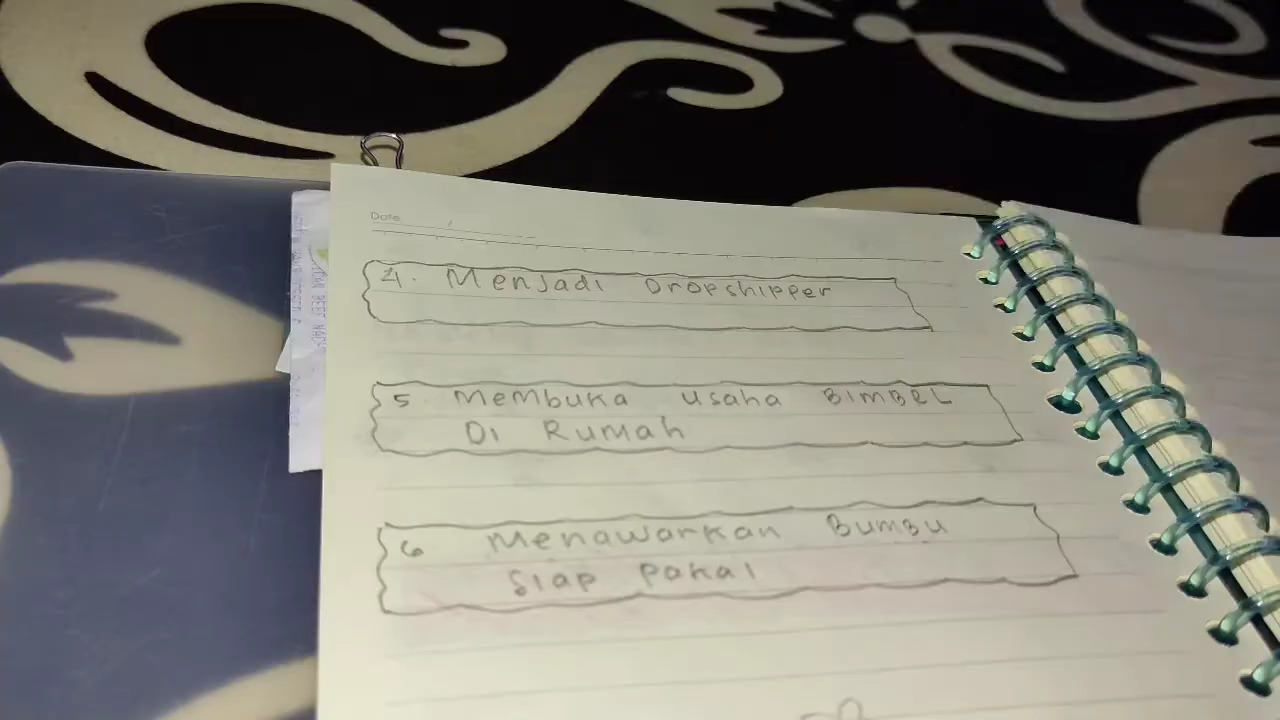 Date
4. Menjadi Dropshipper
5 Membuka usaha BIMBEL
Di Rumah
6 Menawarkan Bumbu
Siap Pakai